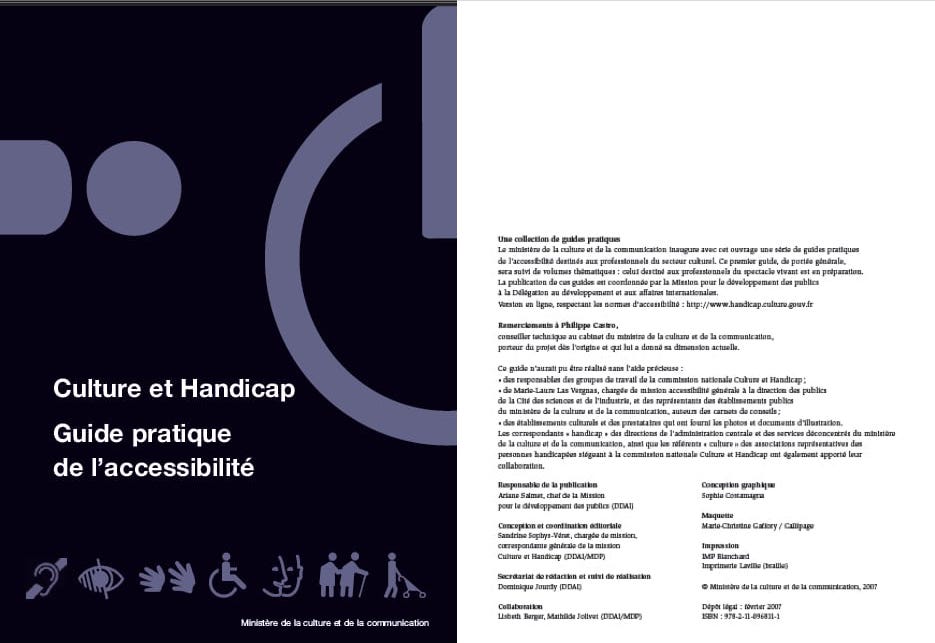 Culture et Handicap
Guide pratique
de l'accessibilité
Ministère de la culture et de la communication
Une collection de guides pratiques
Le ministère de la culture et de la communication inaugure avec cet ouvrage une série de guides pratiques
de l'accessibilité destinés aux professionnels du secteur culturel. Ce premier guide, de portée générale,
sera suivi de volumes thématiques : celui destiné aux professionnels du spectacle vivant est en préparation.
La publication de ces guides est coordonnée par la Mission pour le développement des publics
à la Délégation au développement et aux affaires internationales.
Version en ligne, respectant les normes d'accessibilité : http://www.handicap.culture.gouv.fr
Remerciements à Philippe Castro,
conseiller technique au cabinet du ministre de la culture et de la communication,
porteur du projet dès l'origine et qui lui a donné sa dimension actuelle.
Ce guide n'aurait pu être réalisé sans l'aide précieuse :
• des responsables des groupes de travail de la commission nationale Culture et Handicap ;
• de Marie-Laure Las Vergnas, chargée de mission accessibilité générale à la direction des publics
de la Cité des sciences et de l'industrie, et des représentants des établissements publics
du ministère de la culture et de la communication, auteurs des carnets de conseils ;
• des établissements culturels et des prestataires qui ont fourni les photos et documents d'illustration.
Les correspondants « handicap » des directions de l'administration centrale et des services déconcentrés du ministère
de la culture et de la communication, ainsi que les référents « culture » des associations représentatives des
personnes handicapées siégeant à la commission nationale Culture et Handicap ont également apporté leur
collaboration.
Responsable de la publication
Ariane Salmet, chef de la Mission
pour le développement des publics (DDAI)
Conception et coordination éditoriale
Sandrine Sophys-Véret, chargée de mission,
correspondante générale de la mission
Culture et Handicap (DDAI/MDP)
Secrétariat de rédaction et suivi de réalisation
Dominique Jourdy (DDAI)
Collaboration
Lisbeth Berger, Mathilde Jolivet (DDAI/MDP)
Conception graphique
Sophie Costamagna
Maquette
Marie-Christine Gaffory / Callipage
Impression
IMP Blanchard
Imprimerie Laville (braille)
© Ministère de la culture et de la communication, 2007
Dépôt légal : février 2007
ISBN : 978-2-11-096811-1